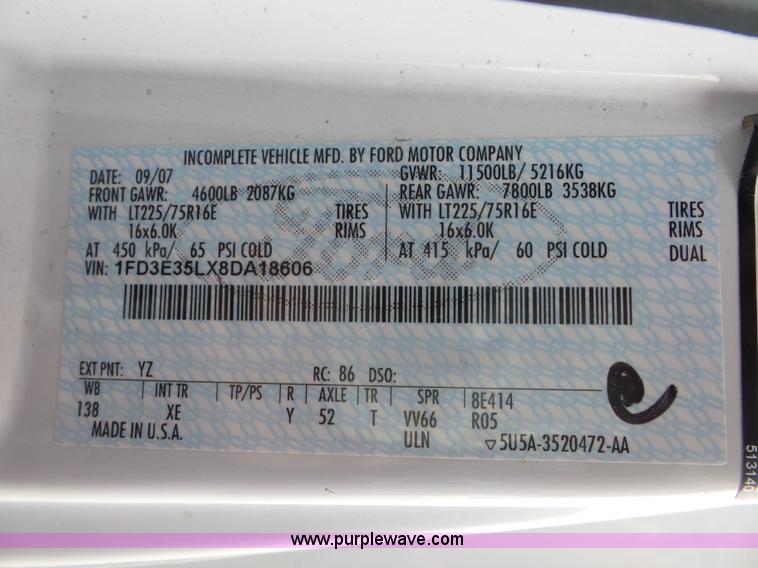 INCOMPLETE VEHICLE MFD. BY FORD MOTOR COMPANY
DATE: 09/07 GVWR: 11500LB/ 5216KG
FRONT GAWR: 4600LB 2087KG REAR GAWR: 7800LB 3538KG
WITH LT225/75R16E TIRES WITH LT225/75R16E TIRES
16x6.0K RIMS 16x6.0K RIMS
AT 450 kPa/ 65 PSI COLD AT 415 kPa/ 60 PSI COLD DUAL
VIN: 1FD3E35LX8DA18606
EXT PNT: YZ RC: 86 DSO:
WB INT TR TP/PS R AXLE TR SPR 8E414
138 XE Y 52 T VV66 R05
MADE IN U.S.A. ULN ▽5U5A-3520472-AA
513140
www.purplewave.com